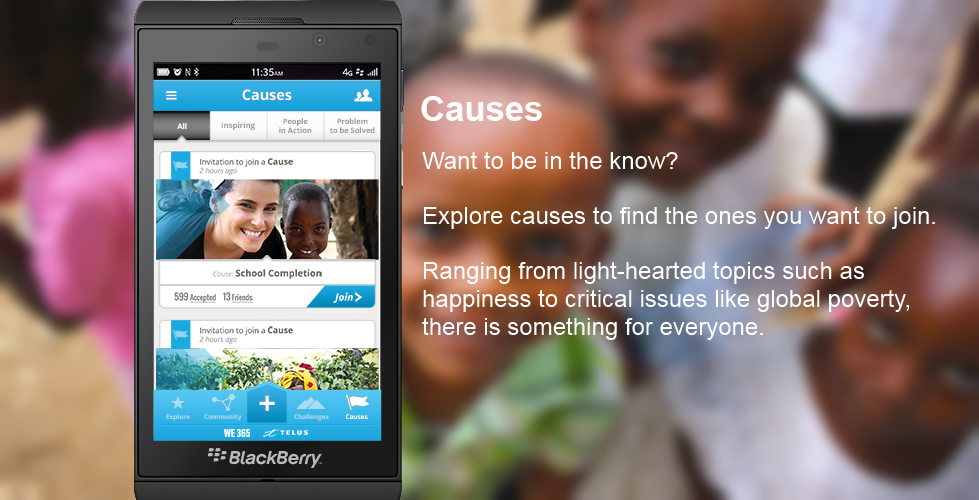 11:35AM
4G
Causes
All
Inspiring
People
in Action
Problem
to be Solved
Invitation to join a Cause
2 hours ago
Cause: School Completion
599 Accepted 13 Friends
Join
Invitation to join a Cause
2 hours ago
Explore
Community
+
Challenges
Causes
WE365
TELUS
BlackBerry
Causes
Want to be in the know?
Explore causes to find the ones you want to join.
Ranging from light-hearted topics such as
happiness to critical issues like global poverty,
there is something for everyone.